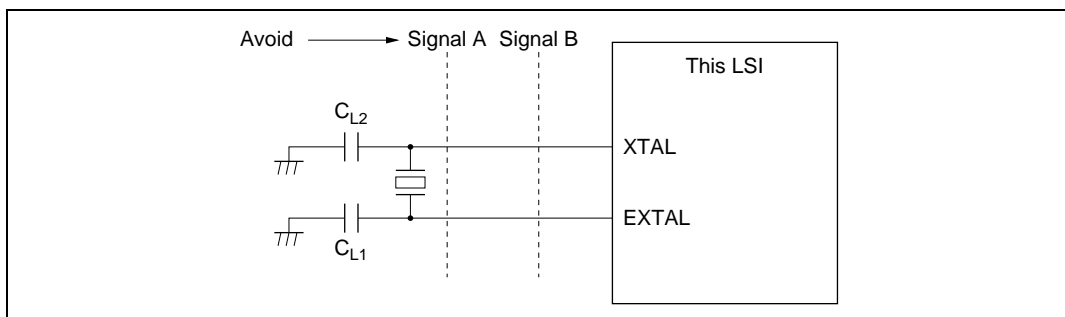 Avoid Signal A Signal B
This LSI
CL2
XTAL
EXTAL
CL1